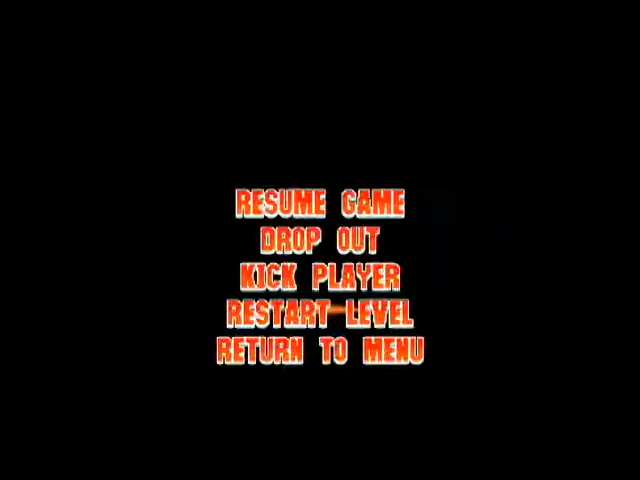 RESUME GAME
DROP OUT
KICK PLAYER
RESTART LEVEL
RETURN TO MENU